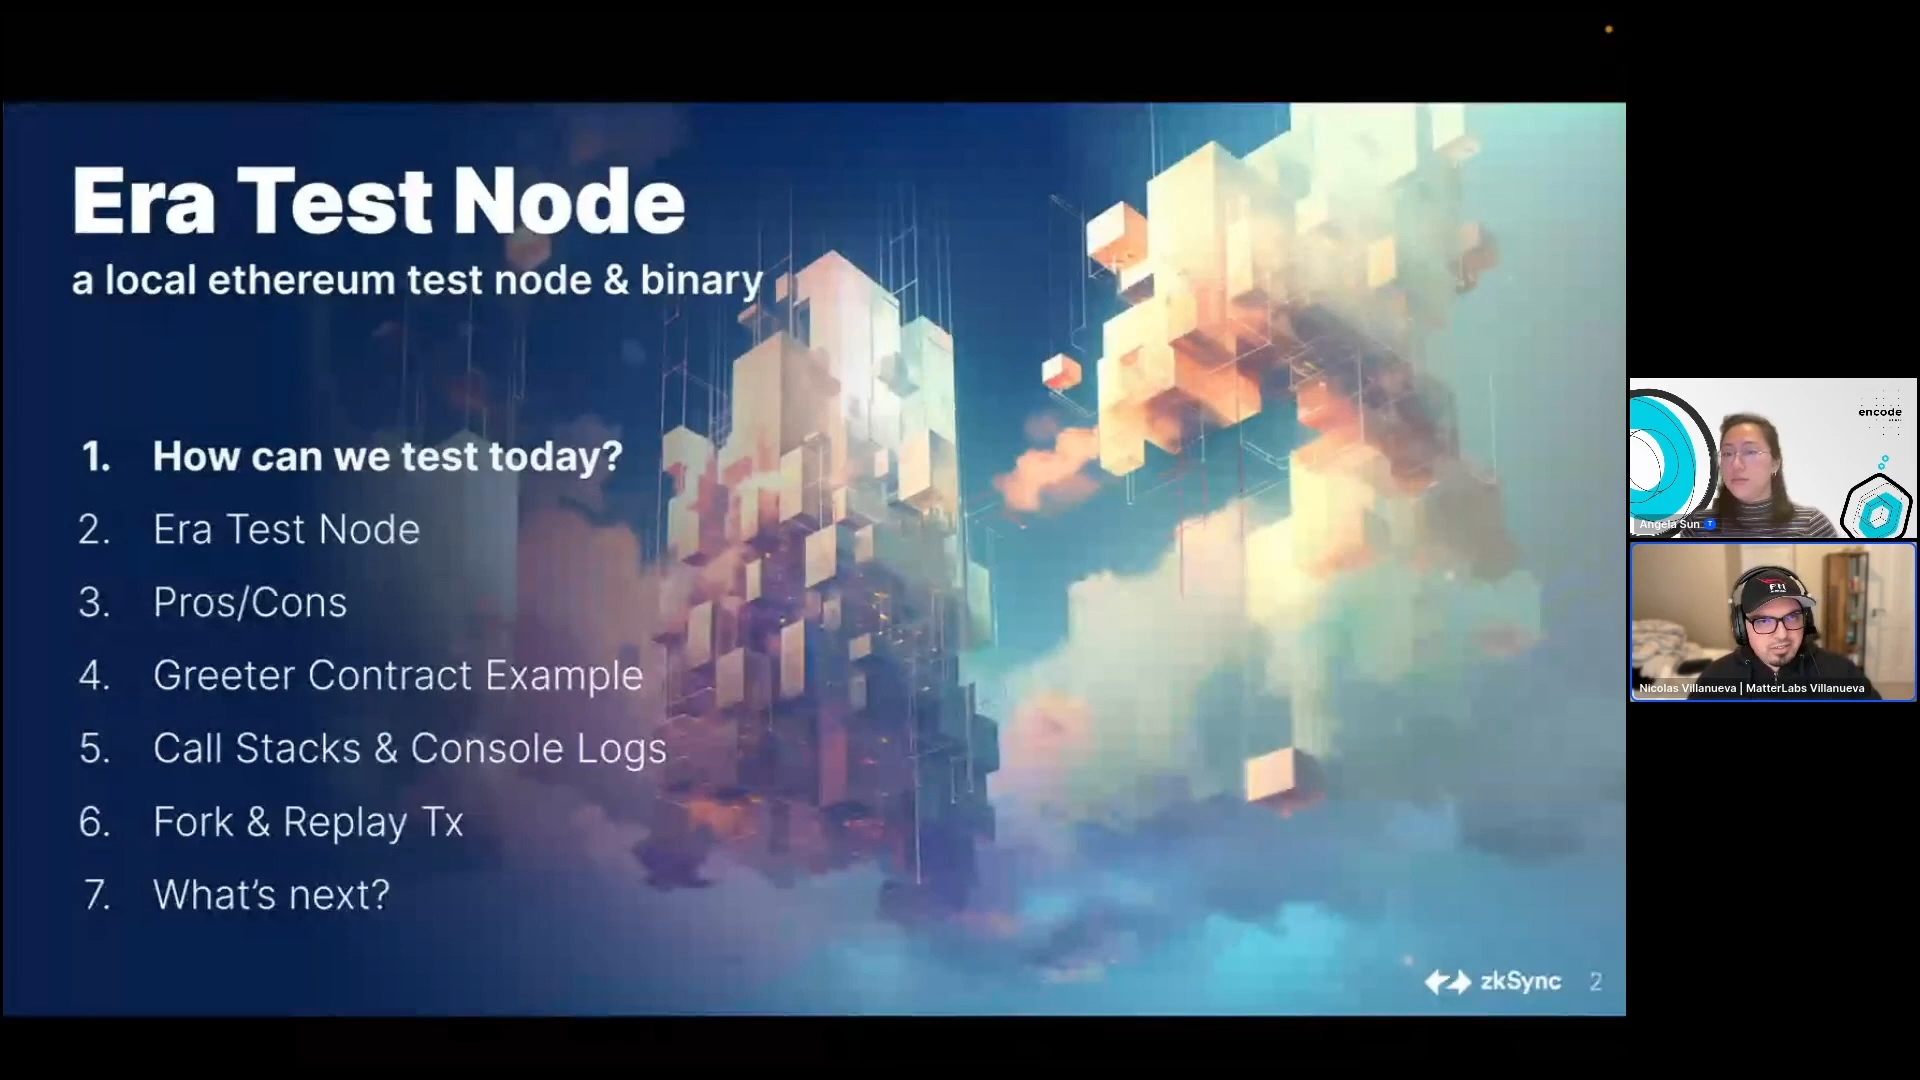 Era Test Node
a local ethereum test node & binary
1. How can we test today?
2. Era Test Node
3. Pros/Cons
4. Greeter Contract Example
5. Call Stacks & Console Logs
6. Fork & Replay Tx
7. What's next?
zkSync 2
encode
Angela Sun
Nicolas Villanueva | MatterLabs Villanueva